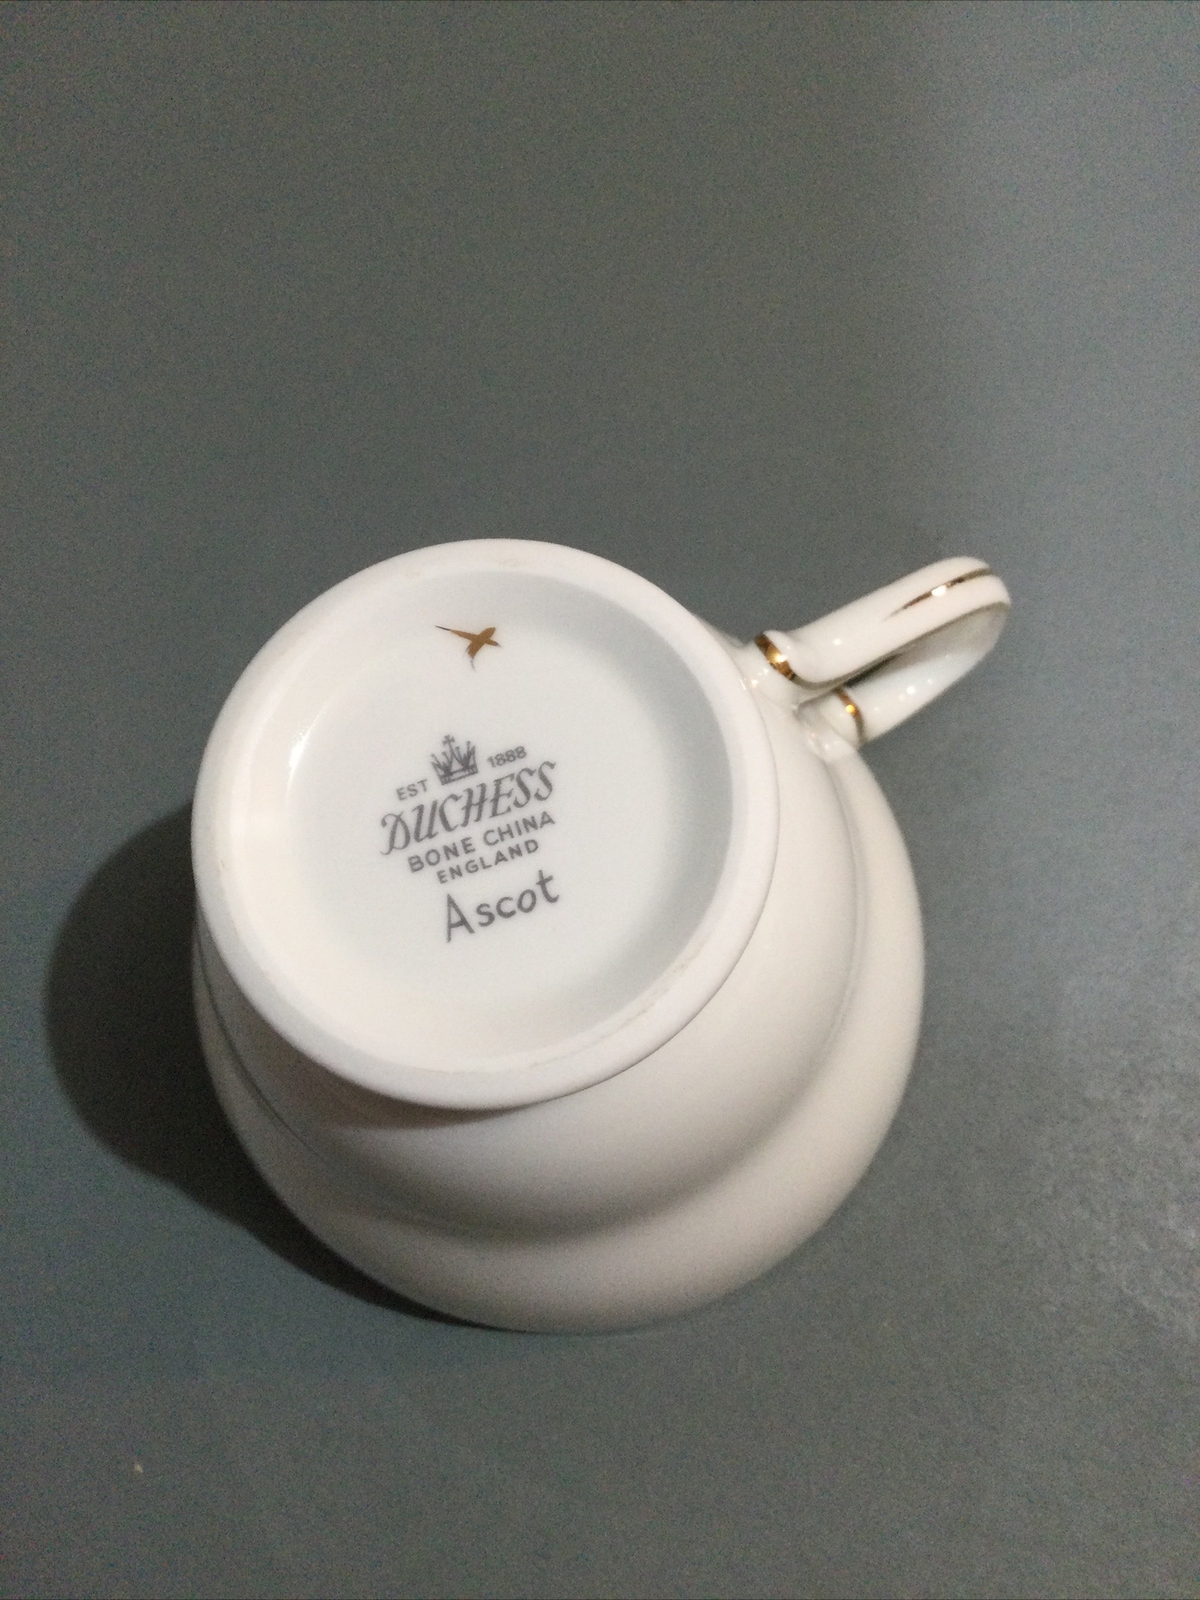 EST 1888
DUCHESS
BONE CHINA
ENGLAND
Ascot